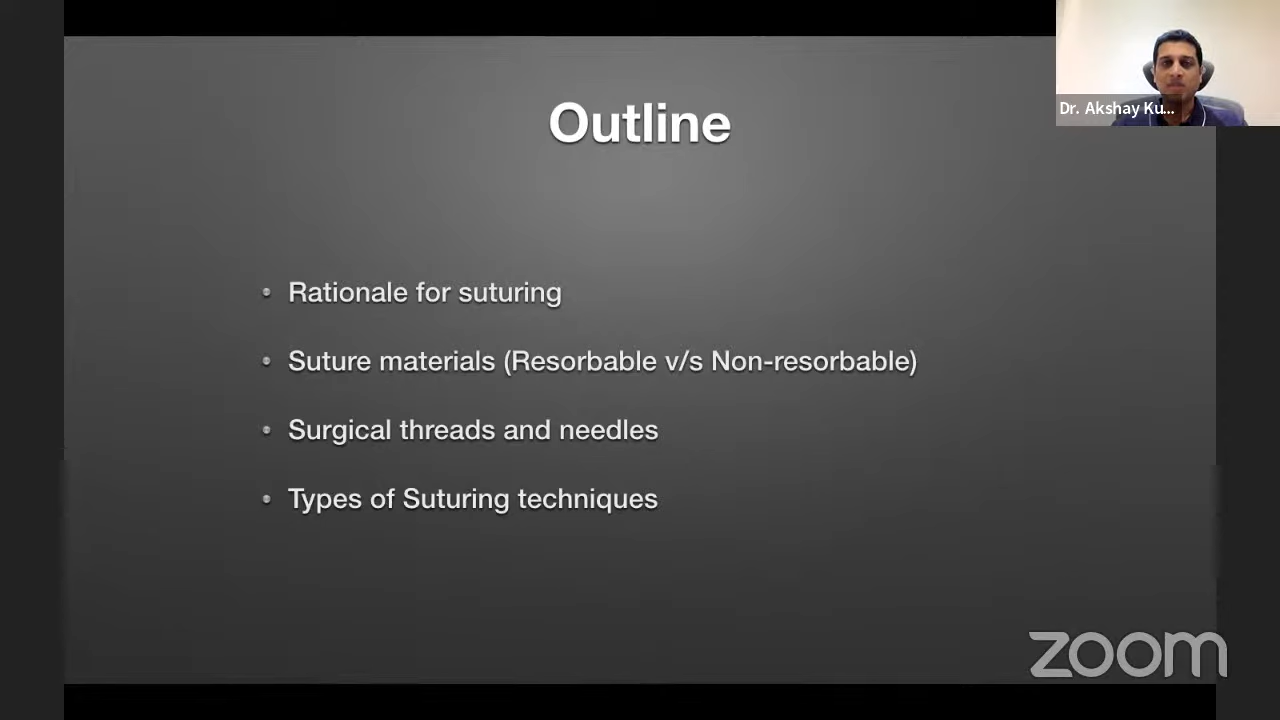 Outline
Dr. Akshay Ku...
• Rationale for suturing
• Suture materials (Resorbable v/s Non-resorbable)
• Surgical threads and needles
• Types of Suturing techniques
zoom